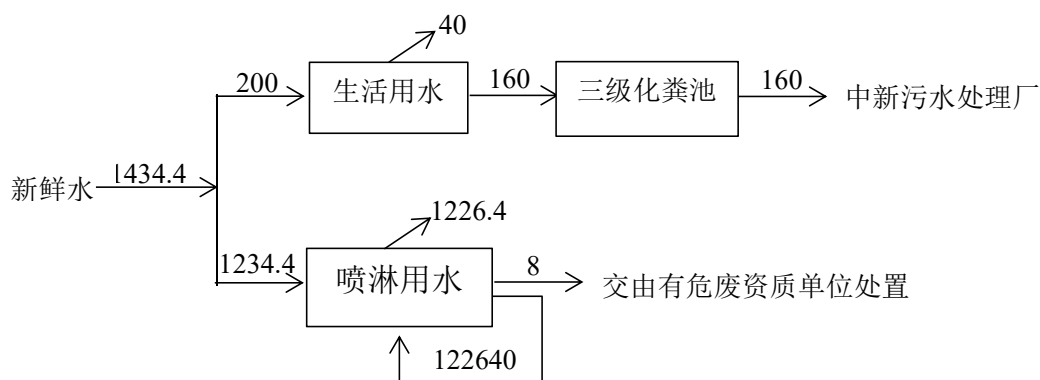 40
200
生活用水
160
三级化粪池
160
中新污水处理厂
新鲜水
1434.4
1226.4
1234.4
喷淋用水
8
交由有危废资质单位处置
122640